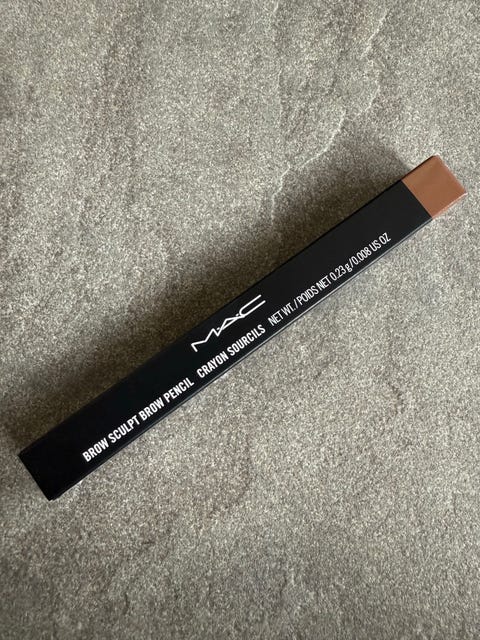 MAC
BROW SCULPT BROW PENCIL CRAYON SOURCILS NET WT./POIDS NET 0.23 g/0.008 US OZ